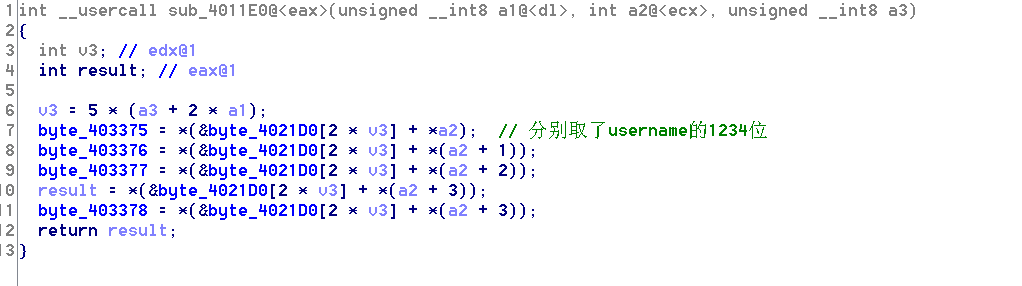 1 int __usercall sub_4011E0@<eax>(unsigned __int8 a1@<dl>, int a2@<ecx>, unsigned __int8 a3)
2 {
3   int v3; // edx@1
4   int result; // eax@1
5
6   v3 = 5 * (a3 + 2 * a1);
7   byte_403375 = *(&byte_4021D0[2 * v3] + *a2);  // 分别取了username的1234位
8   byte_403376 = *(&byte_4021D0[2 * v3] + *(a2 + 1));
9   byte_403377 = *(&byte_4021D0[2 * v3] + *(a2 + 2));
10   result = *(&byte_4021D0[2 * v3] + *(a2 + 3));
11   byte_403378 = *(&byte_4021D0[2 * v3] + *(a2 + 3));
12   return result;
13 }